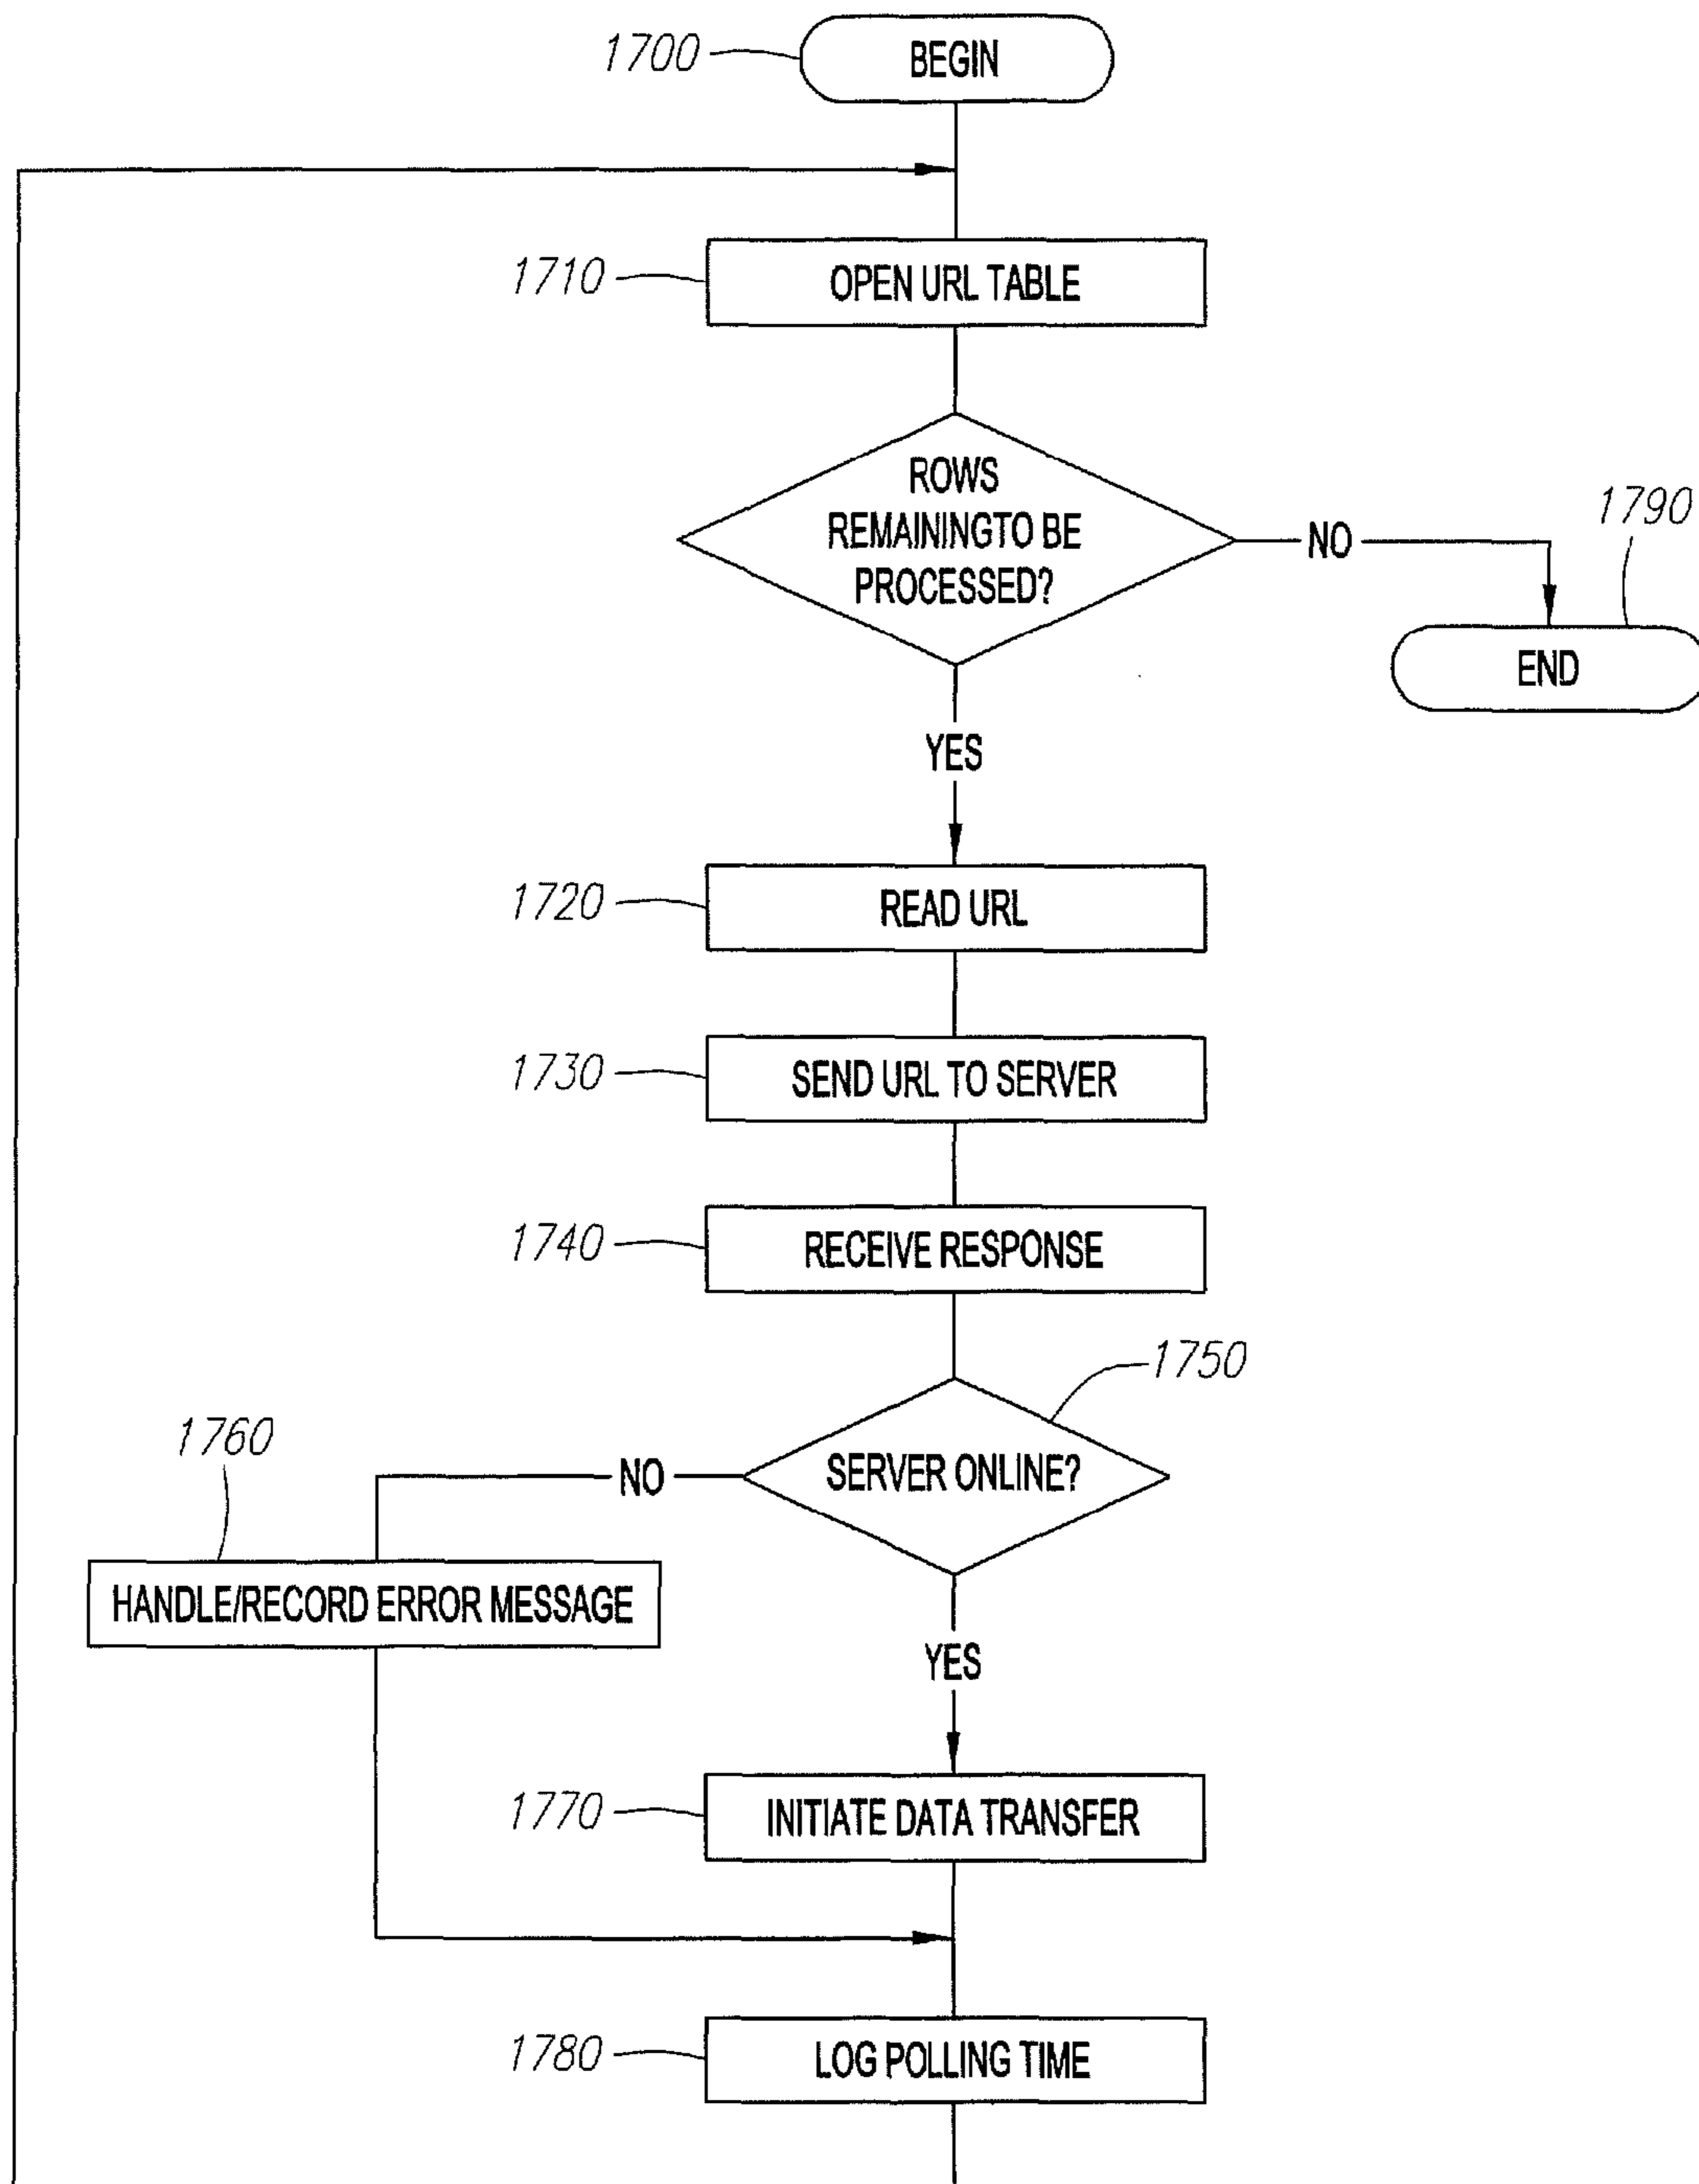 1700
BEGIN
1710
OPEN URL TABLE
ROWS
REMAININGTO BE
PROCESSED?
NO
1790
END
YES
1720
READ URL
1730
SEND URL TO SERVER
1740
RECEIVE RESPONSE
1750
SERVER ONLINE?
NO
1760
HANDLE/RECORD ERROR MESSAGE
YES
1770
INITIATE DATA TRANSFER
1780
LOG POLLING TIME